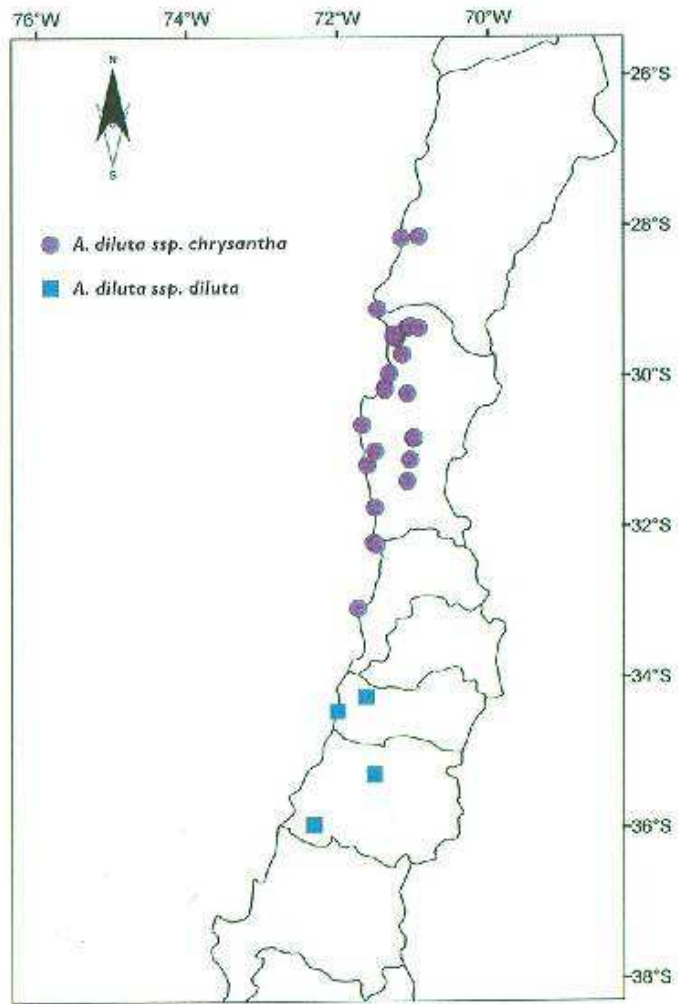 76°W 74°W 72°W 70°W
26°S
N
S
28°S
A. diluta ssp. chrysantha
A. diluta ssp. diluta
30°S
32°S
34°S
36°S
38°S